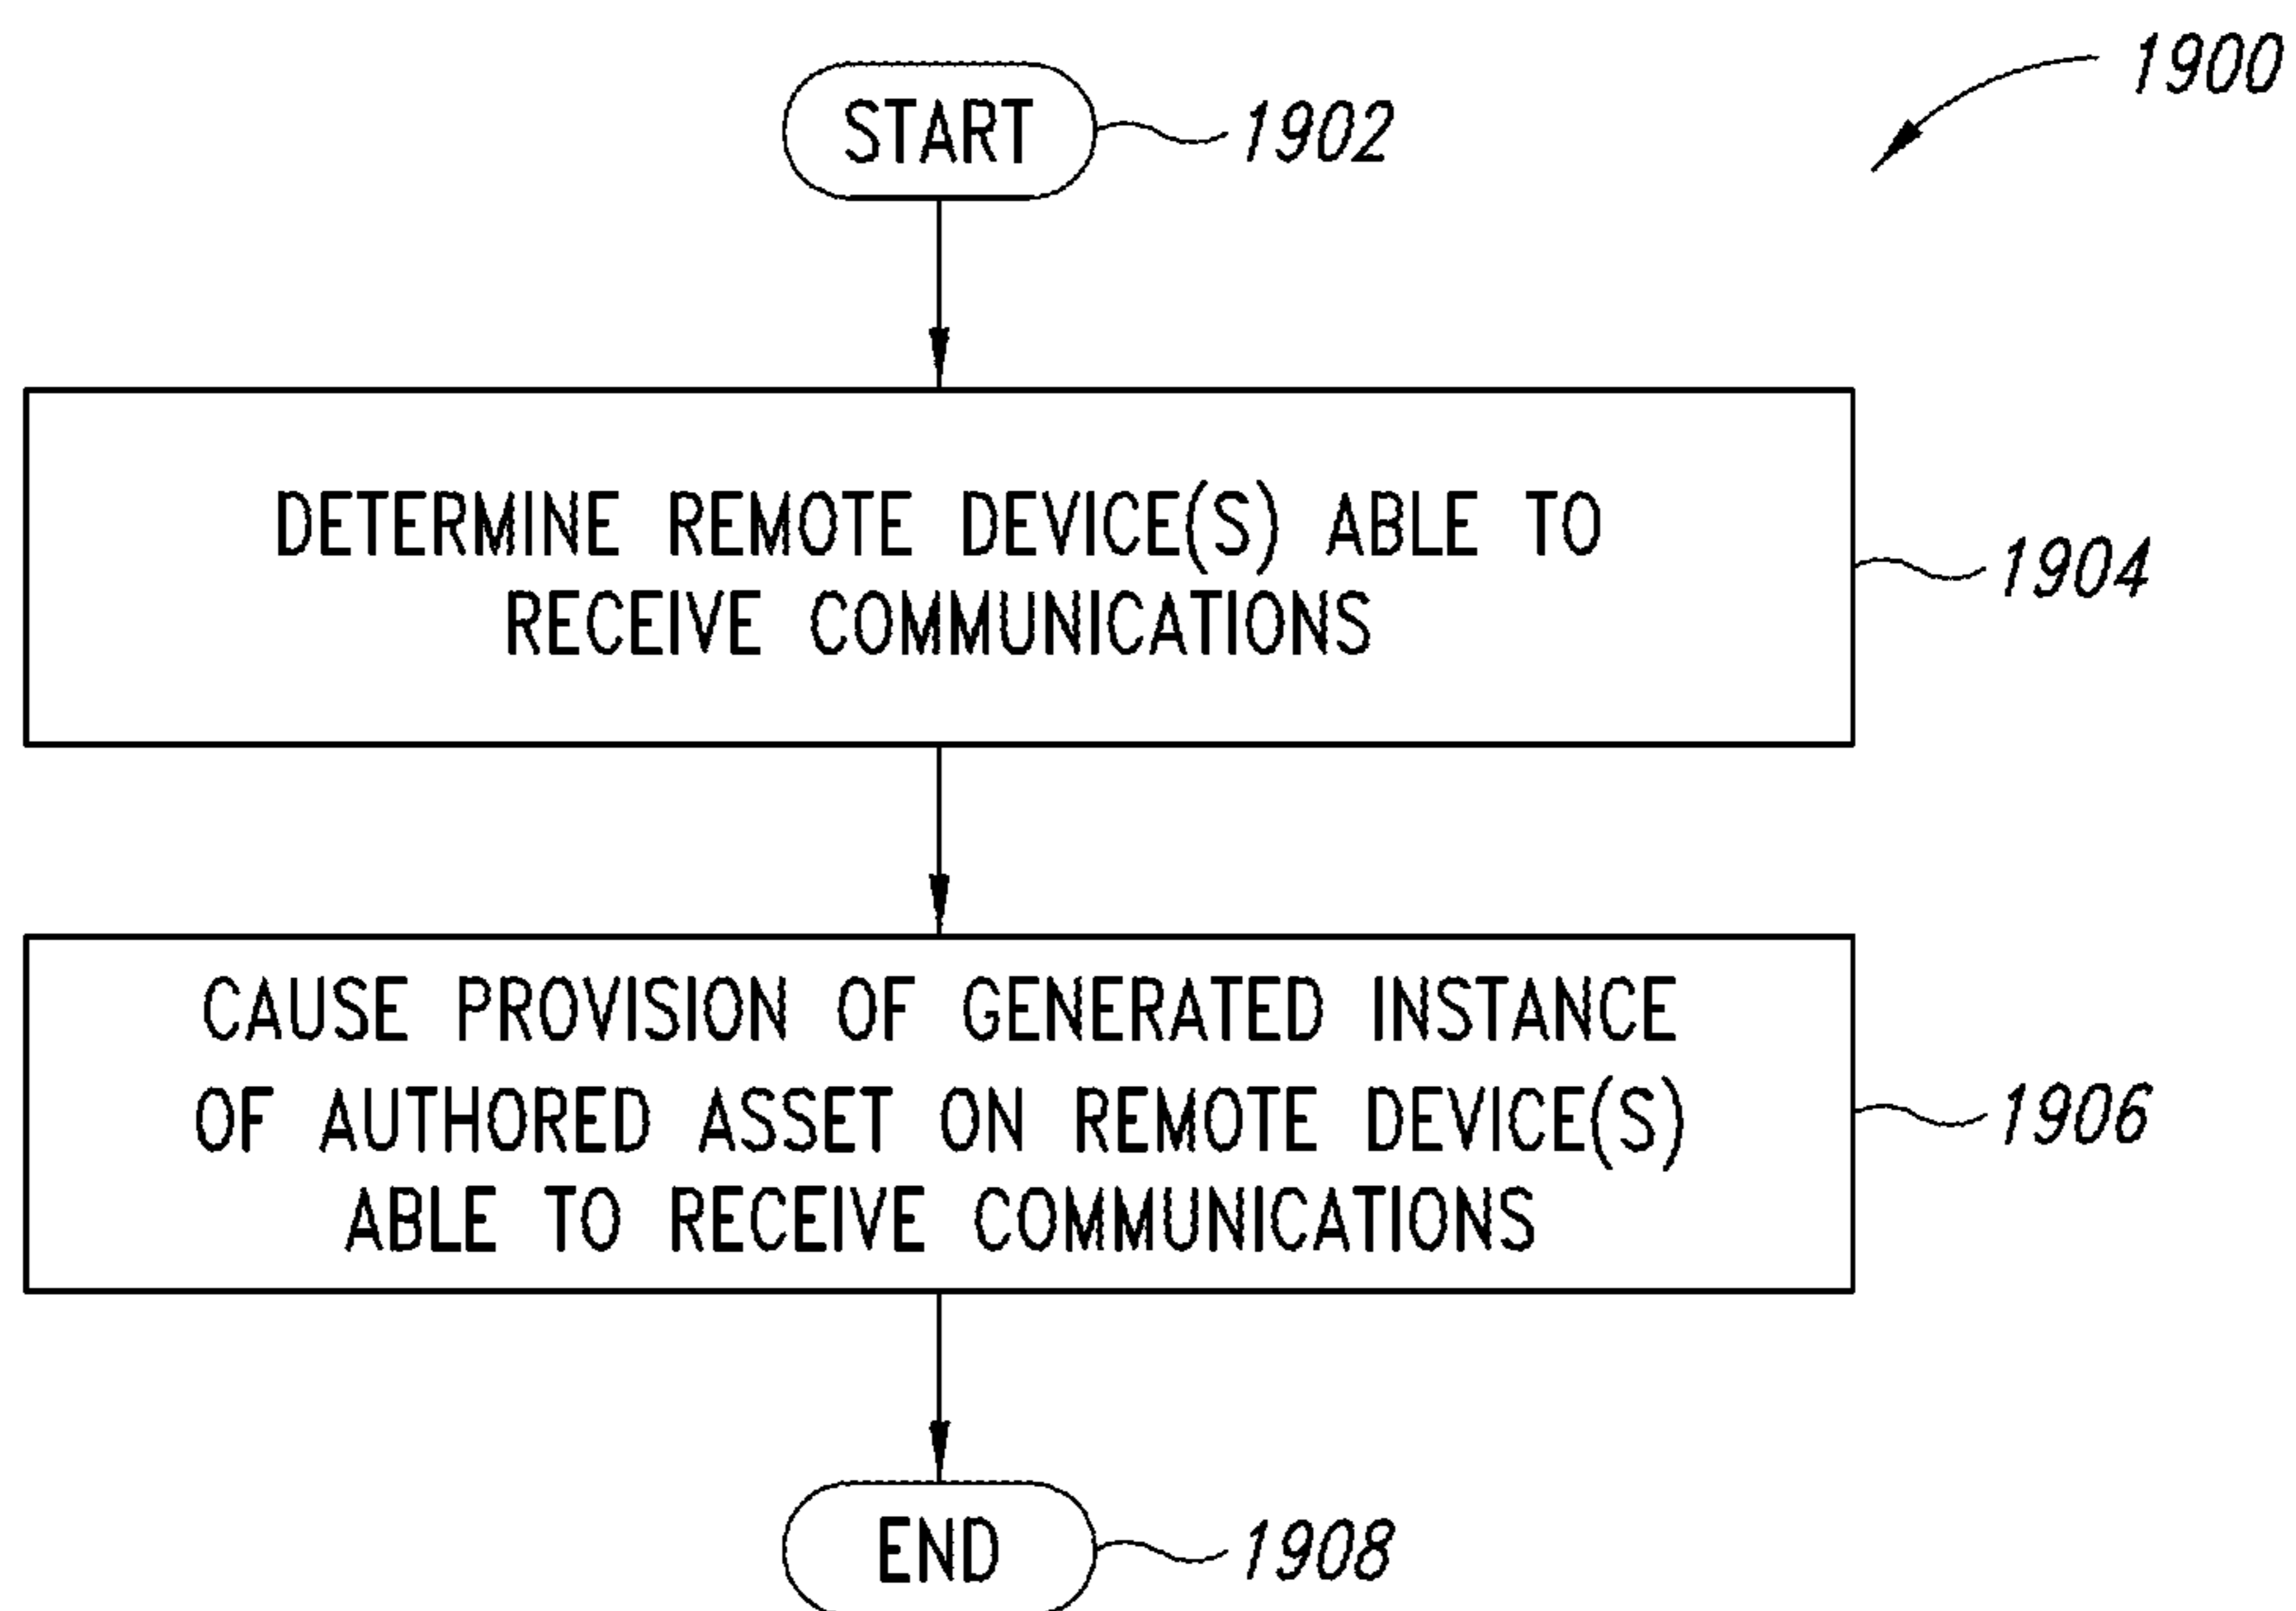 1900
START 1902
DETERMINE REMOTE DEVICE(S) ABLE TO
RECEIVE COMMUNICATIONS
1904
CAUSE PROVISION OF GENERATED INSTANCE
OF AUTHORED ASSET ON REMOTE DEVICE(S)
ABLE TO RECEIVE COMMUNICATIONS
1906
END 1908